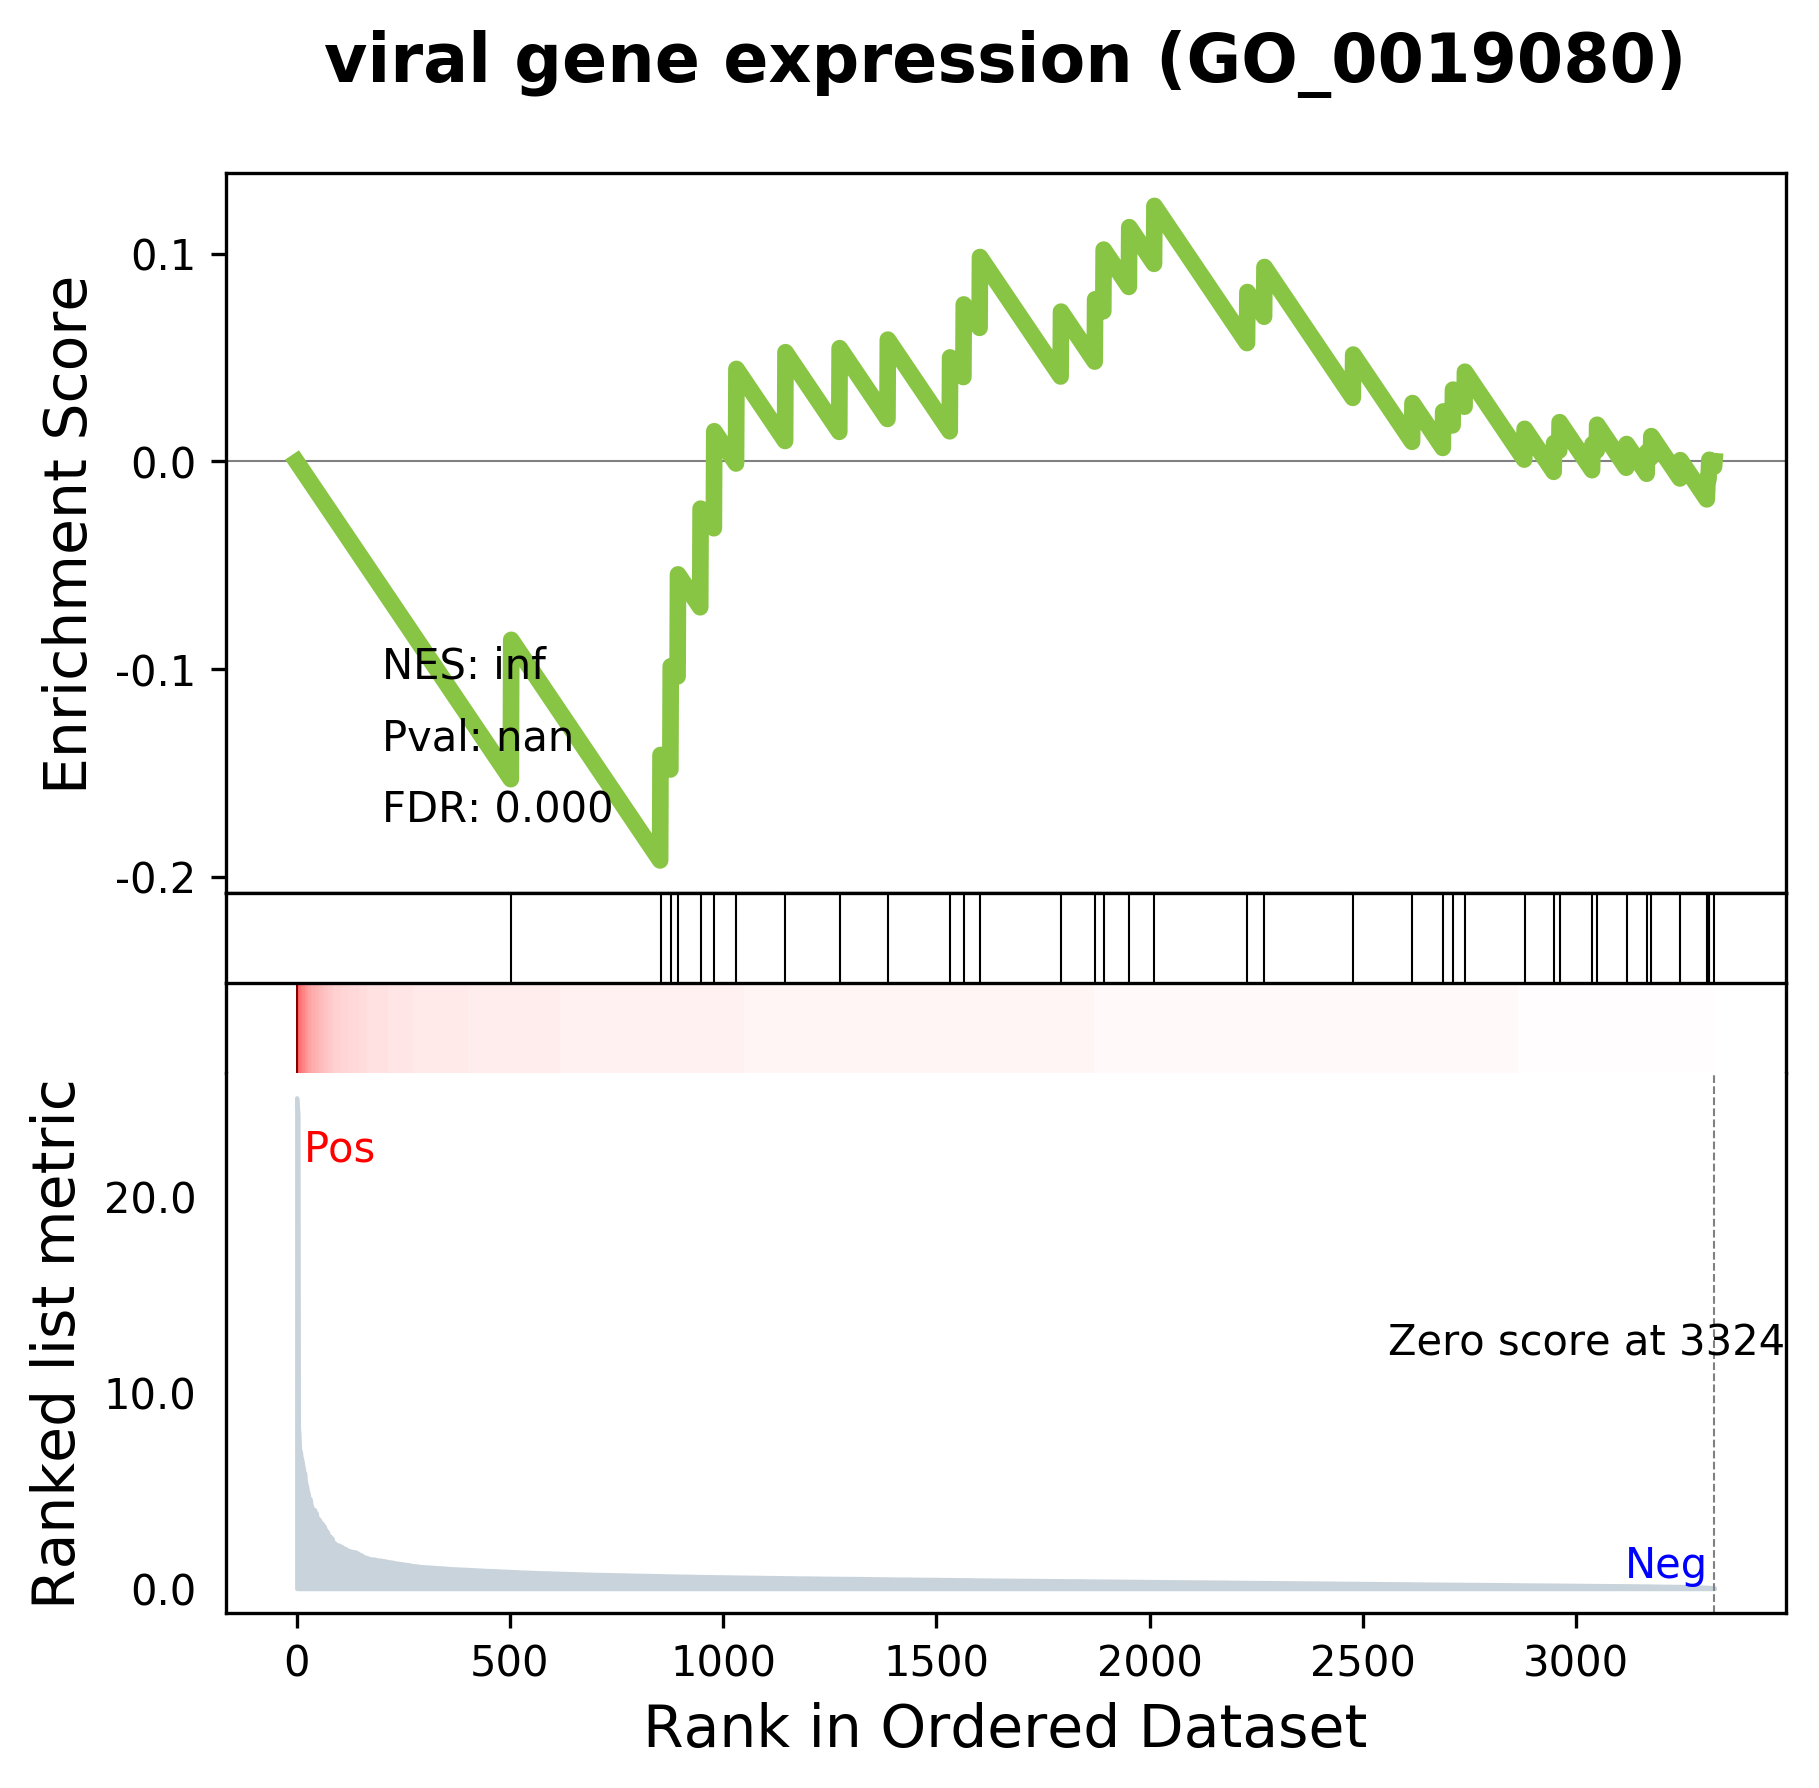 viral gene expression (GO_0019080)
Enrichment Score
0.1
0.0
-0.1
-0.2
NES: inf
Pval: nan
FDR: 0.000
Ranked list metric
Pos
20.0
10.0
0.0
Zero score at 3324
Neg
0 500 1000 1500 2000 2500 3000
Rank in Ordered Dataset